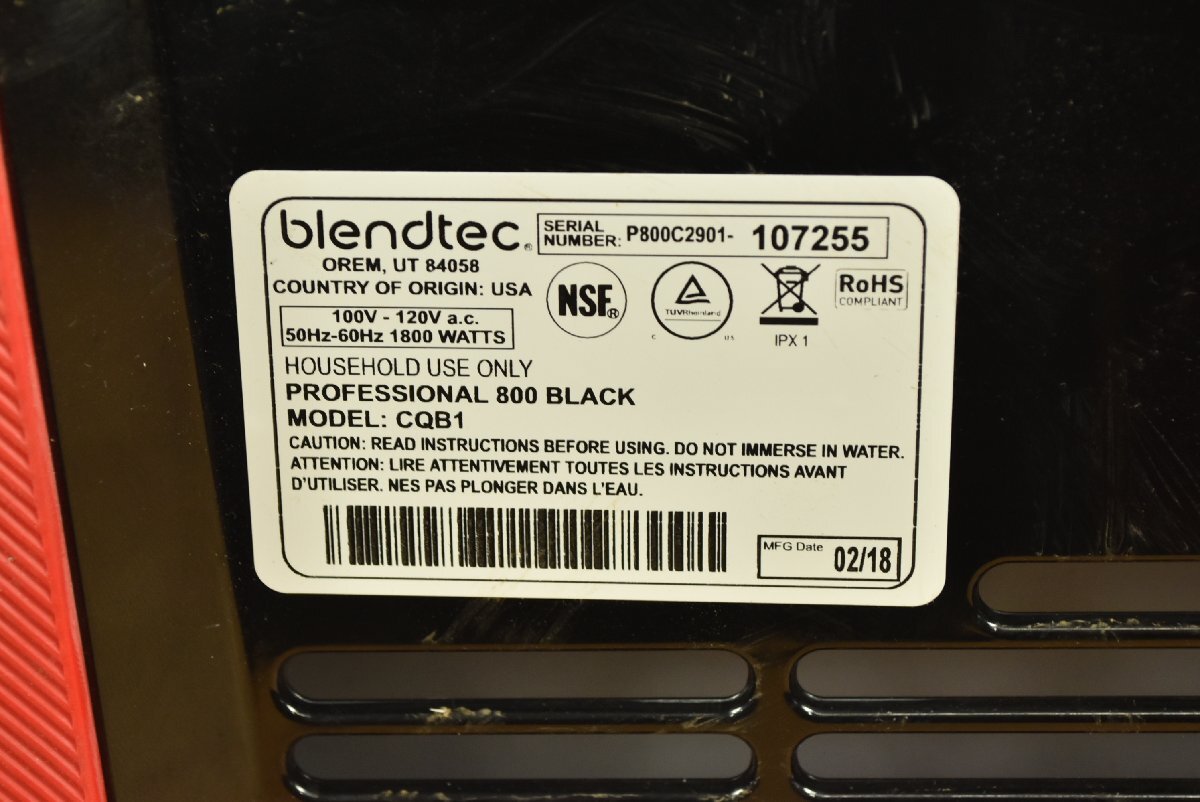 blendtec®
SERIAL NUMBER: P800C2901- 107255
OREM, UT 84058
COUNTRY OF ORIGIN: USA
NSF®
TUVRheinland
C US
IPX 1
RoHS
COMPLIANT
100V - 120V a.c.
50Hz-60Hz 1800 WATTS
HOUSEHOLD USE ONLY
PROFESSIONAL 800 BLACK
MODEL: CQB1
CAUTION: READ INSTRUCTIONS BEFORE USING. DO NOT IMMERSE IN WATER.
ATTENTION: LIRE ATTENTIVEMENT TOUTES LES INSTRUCTIONS AVANT
D'UTILISER. NES PAS PLONGER DANS L'EAU.
MFG Date 02/18